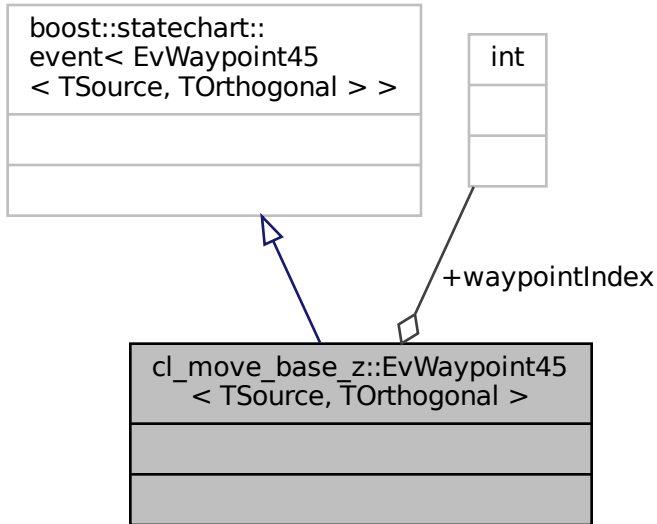 boost::statechart::
event< EvWaypoint45
< TSource, TOrthogonal > >
int
+waypointIndex
cl_move_base_z::EvWaypoint45
< TSource, TOrthogonal >